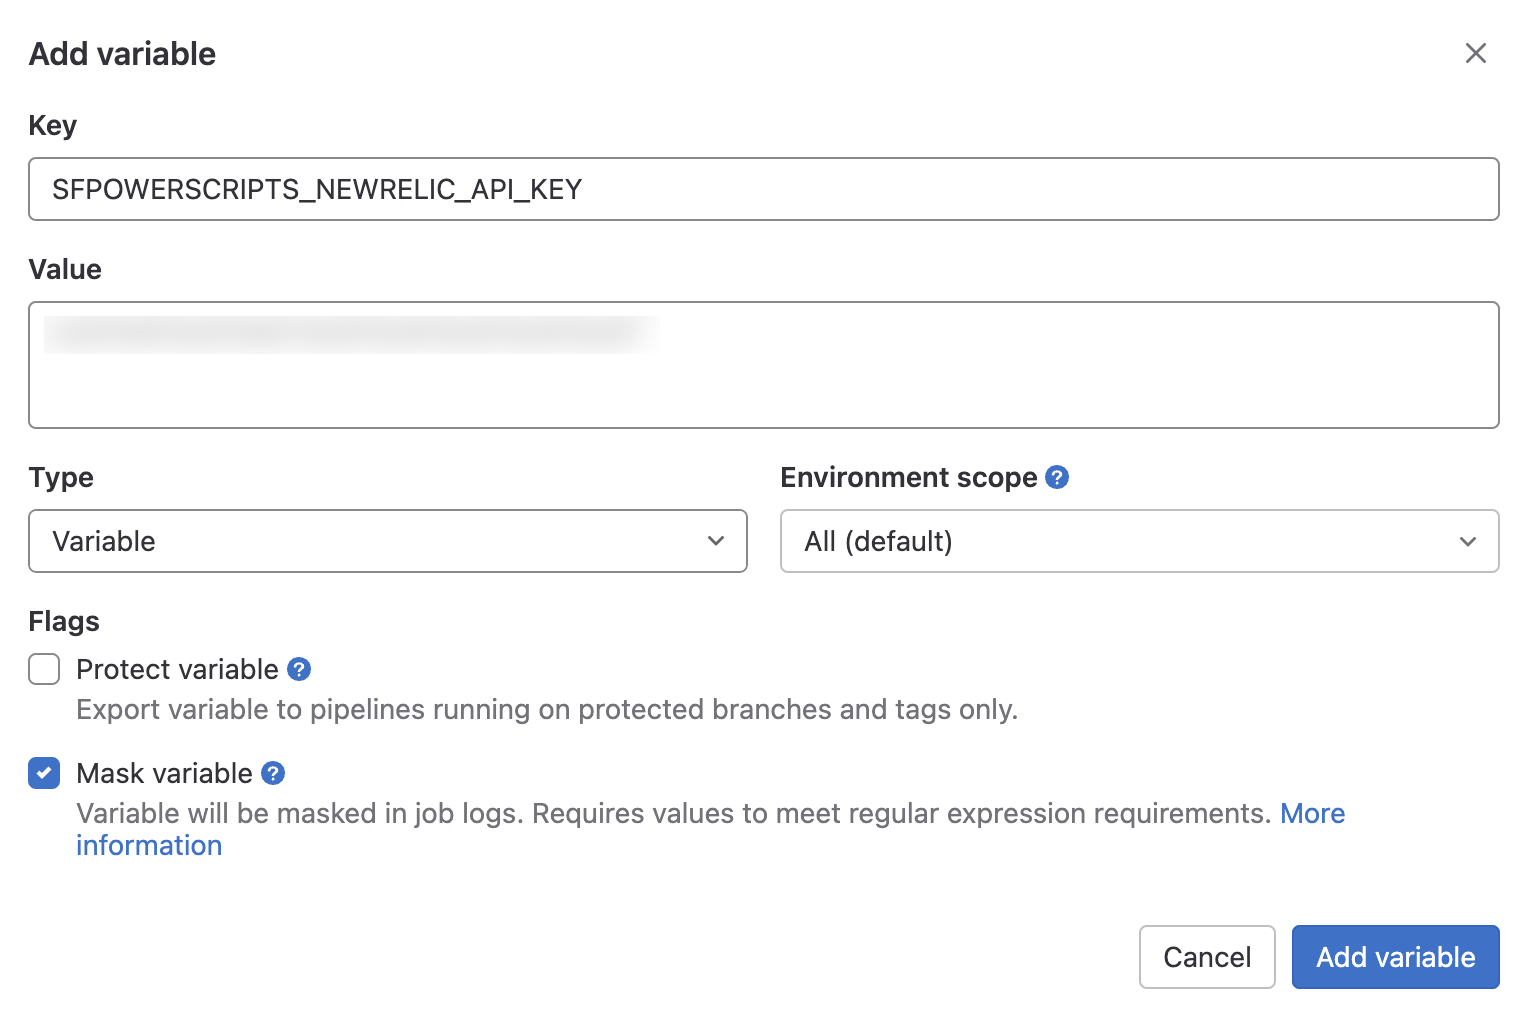 Add variable
Key
SFPOWERSCRIPTS_NEWRELIC_API_KEY
Value
Type
Environment scope ?
Variable
All (default)
Flags
Protect variable ?
Export variable to pipelines running on protected branches and tags only.
Mask variable ?
Variable will be masked in job logs. Requires values to meet regular expression requirements. More
information
Cancel
Add variable